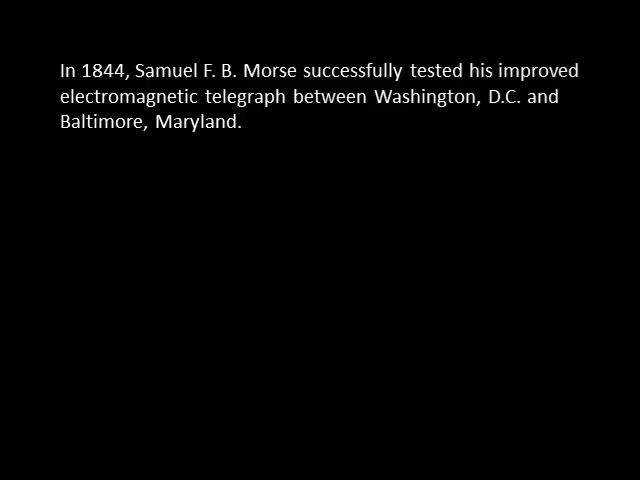 In 1844, Samuel F. B. Morse successfully tested his improved
electromagnetic telegraph between Washington, D.C. and
Baltimore, Maryland.